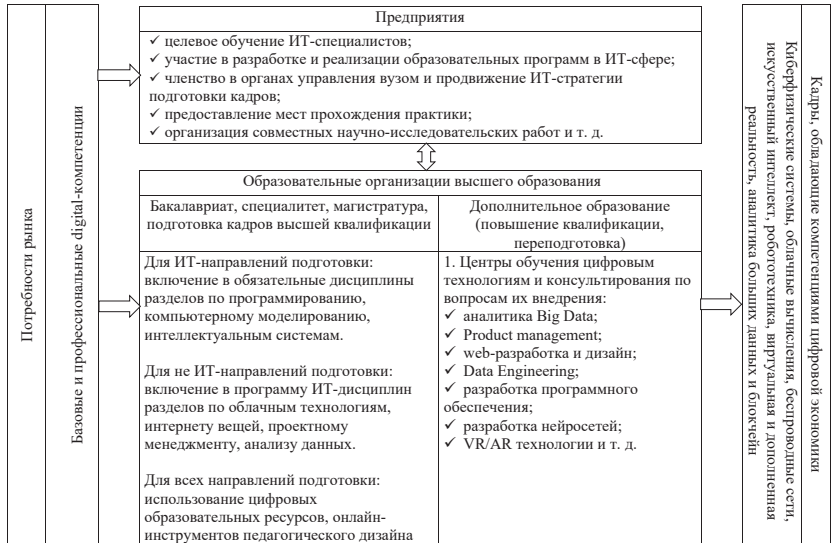 Потребности рынка
Базовые и профессиональные digital-компетенции
Предприятия
✓ целевое обучение ИТ-специалистов;
✓ участие в разработке и реализации образовательных программ в ИТ-сфере;
✓ членство в органах управления вузом и продвижение ИТ-стратегии
подготовки кадров;
✓ предоставление мест прохождения практики;
✓ организация совместных научно-исследовательских работ и т. д.
Образовательные организации высшего образования
Бакалавриат, специалитет, магистратура,
подготовка кадров высшей квалификации
Для ИТ-направлений подготовки:
включение в обязательные дисциплины
разделов по программированию,
компьютерному моделированию,
интеллектуальным системам.
Для не ИТ-направлений подготовки:
включение в программу ИТ-дисциплин
разделов по облачным технологиям,
интернету вещей, проектному
менеджменту, анализу данных.
Для всех направлений подготовки:
использование цифровых
образовательных ресурсов, онлайн-
инструментов педагогического дизайна
Дополнительное образование
(повышение квалификации,
переподготовка)
1. Центры обучения цифровым
технологиям и консультированию по
вопросам их внедрения:
✓ аналитика Big Data;
✓ Product management;
✓ web-разработка и дизайн;
✓ Data Engineering;
✓ разработка программного
обеспечения;
✓ разработка нейросетей;
✓ VR/AR технологии и т. д.
Кадры, обладающие компетенциями цифровой экономики
Киберфизические системы, облачные вычисления, беспроводные сети,
искусственный интеллект, робототехника, виртуальная и дополненная
реальность, аналитика больших данных и блокчейн